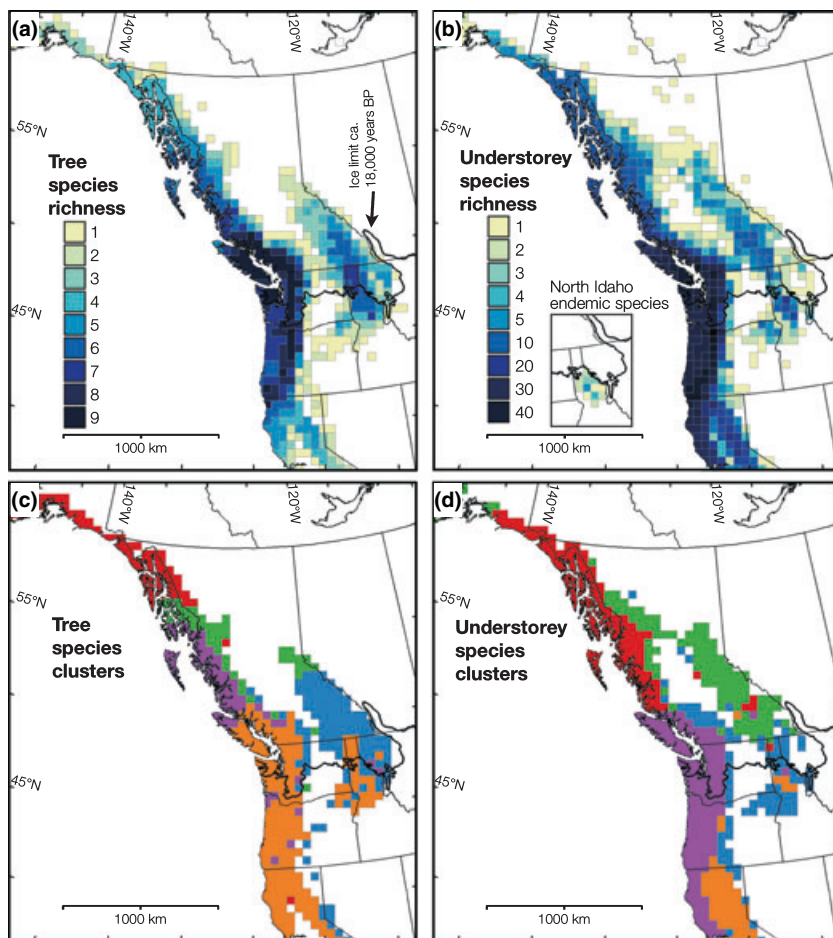 (a)
140°W
120°W
55°N
45°N
Ice limit ca.
18,000 years BP
Tree
species
richness
1
2
3
4
5
6
7
8
9
1000 km
(b)
140°W
120°W
55°N
45°N
Understorey
species
richness
1
2
3
4
5
10
20
30
40
North Idaho
endemic species
1000 km
(c)
140°W
120°W
55°N
45°N
Tree
species
clusters
1000 km
(d)
140°W
120°W
55°N
45°N
Understorey
species
clusters
1000 km